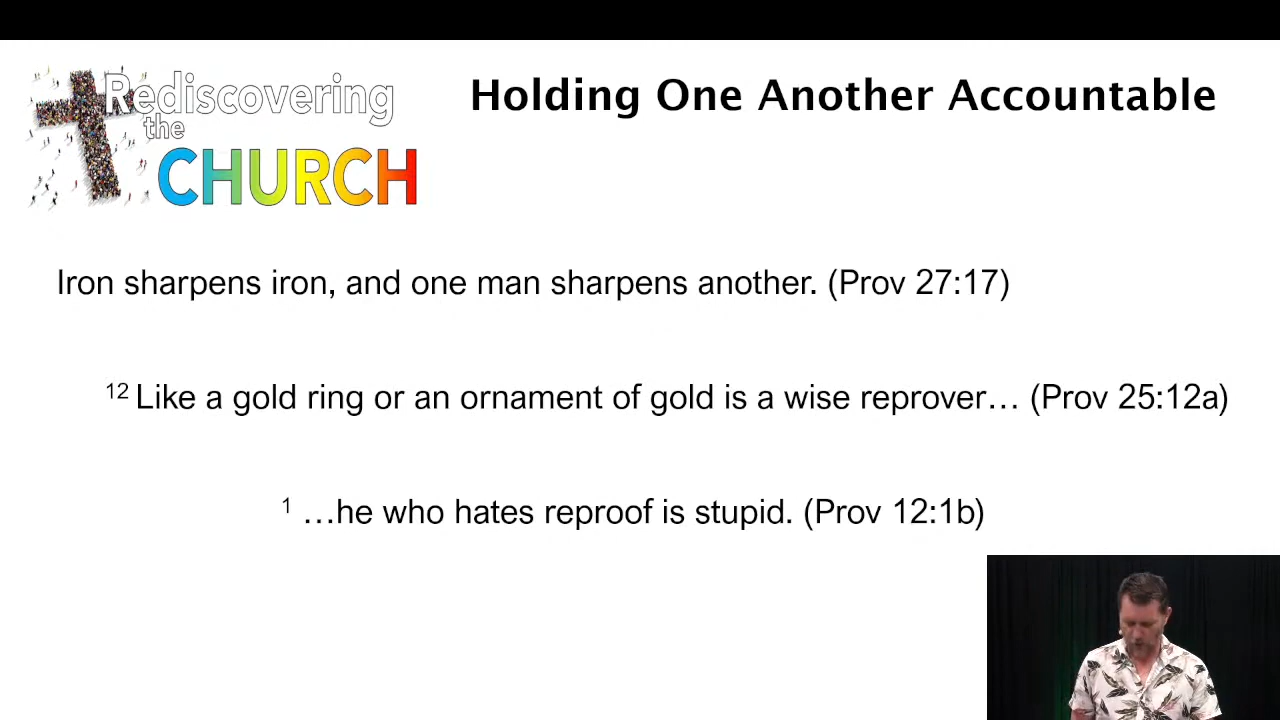 Rediscovering
the
CHURCH
Holding One Another Accountable
Iron sharpens iron, and one man sharpens another. (Prov 27:17)
12 Like a gold ring or an ornament of gold is a wise reprover… (Prov 25:12a)
1 …he who hates reproof is stupid. (Prov 12:1b)